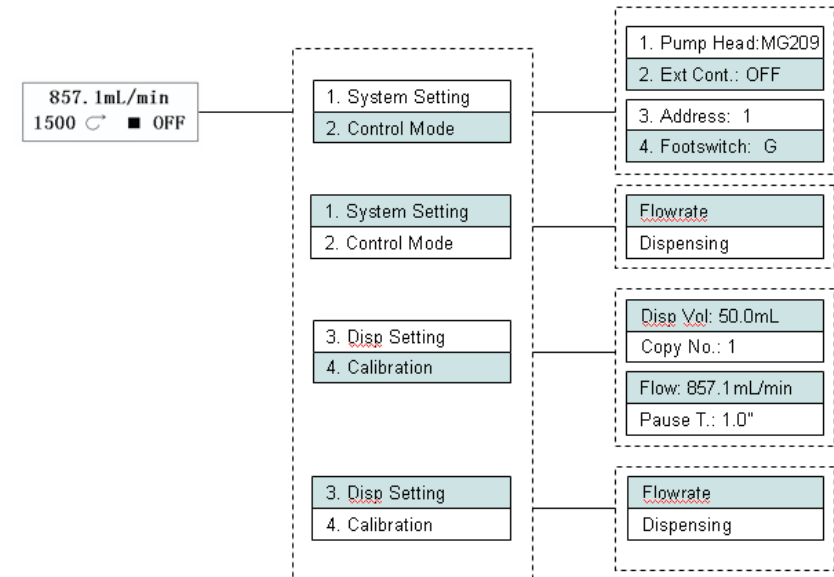 857.1mL/min
1500 ■ OFF
1. System Setting
2. Control Mode
1. Pump Head:MG209
2. Ext Cont.: OFF
3. Address: 1
4. Footswitch: G
1. System Setting
2. Control Mode
Flowrate
Dispensing
3. Disp Setting
4. Calibration
Disp Vol: 50.0mL
Copy No.: 1
Flow: 857.1mL/min
Pause T.: 1.0"
3. Disp Setting
4. Calibration
Flowrate
Dispensing